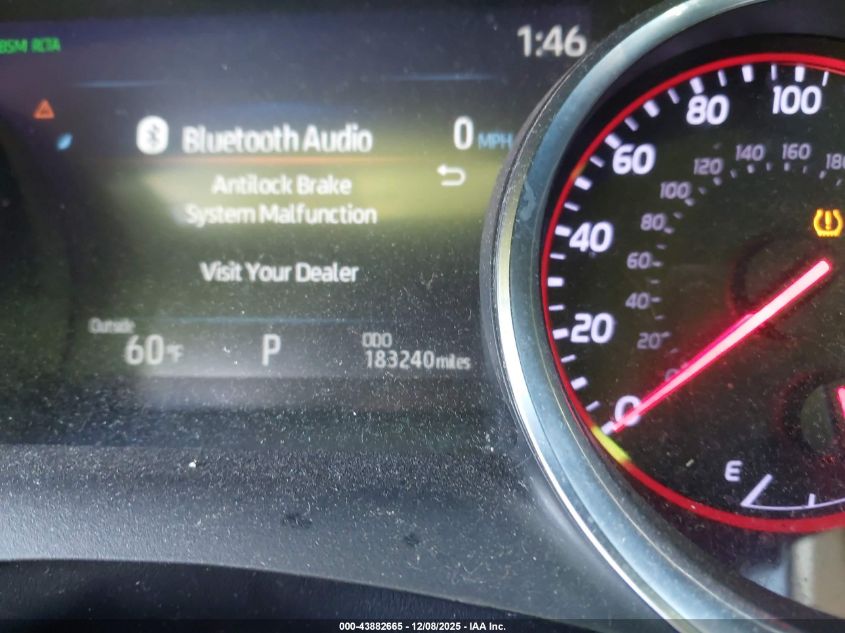 BSM RCTA
1:46
Bluetooth Audio
0 MPH
Antilock Brake
System Malfunction
Visit Your Dealer
Outside
60°F
P
ODO
183240 miles
0
20
40
60
80
100
0
20
40
60
80
100
120
140
160
180
E
000-43882665 - 12/08/2025 - IAA Inc.